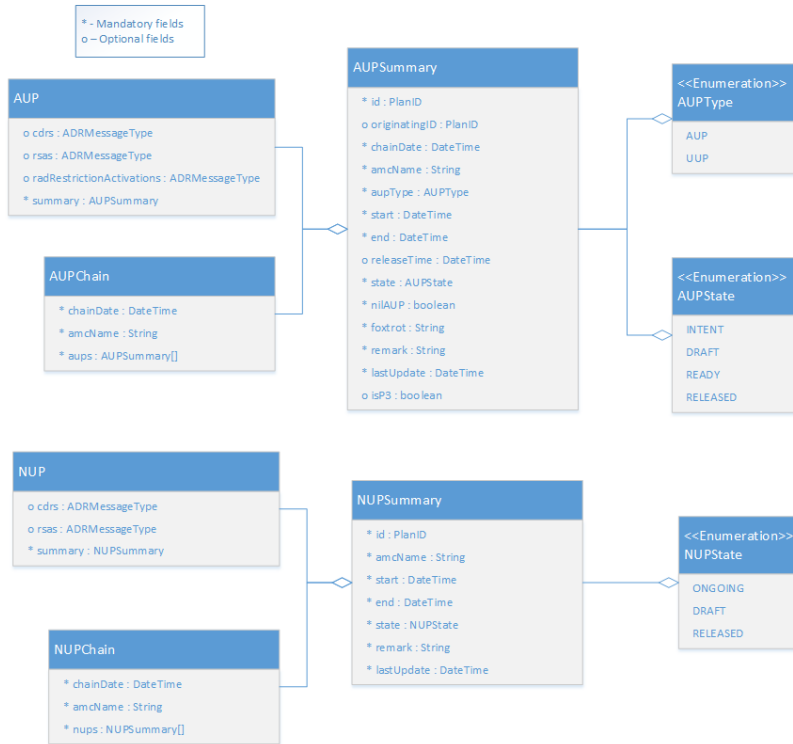 * - Mandatory fields
o – Optional fields
AUP
o cdrs : ADRMessageType
o rsas : ADRMessageType
o radRestrictionActivations : ADRMessageType
* summary : AUPSummary
AUPChain
* chainDate : DateTime
* amcName : String
* aups : AUPSummary[]
AUPSummary
* id : PlanID
o originatingID : PlanID
* chainDate : DateTime
* amcName : String
* aupType : AUPType
* start : DateTime
* end : DateTime
o releaseTime : DateTime
* state : AUPState
* nilAUP : boolean
* foxtrot : String
* remark : String
* lastUpdate : DateTime
o isP3 : boolean
<<Enumeration>>
AUPType
AUP
UUP
<<Enumeration>>
AUPState
INTENT
DRAFT
READY
RELEASED
NUP
o cdrs : ADRMessageType
o rsas : ADRMessageType
* summary : NUPSummary
NUPChain
* chainDate : DateTime
* amcName : String
* nups : NUPSummary[]
NUPSummary
* id : PlanID
* amcName : String
* start : DateTime
* end : DateTime
* state : NUPState
* remark : String
* lastUpdate : DateTime
<<Enumeration>>
NUPState
ONGOING
DRAFT
RELEASED